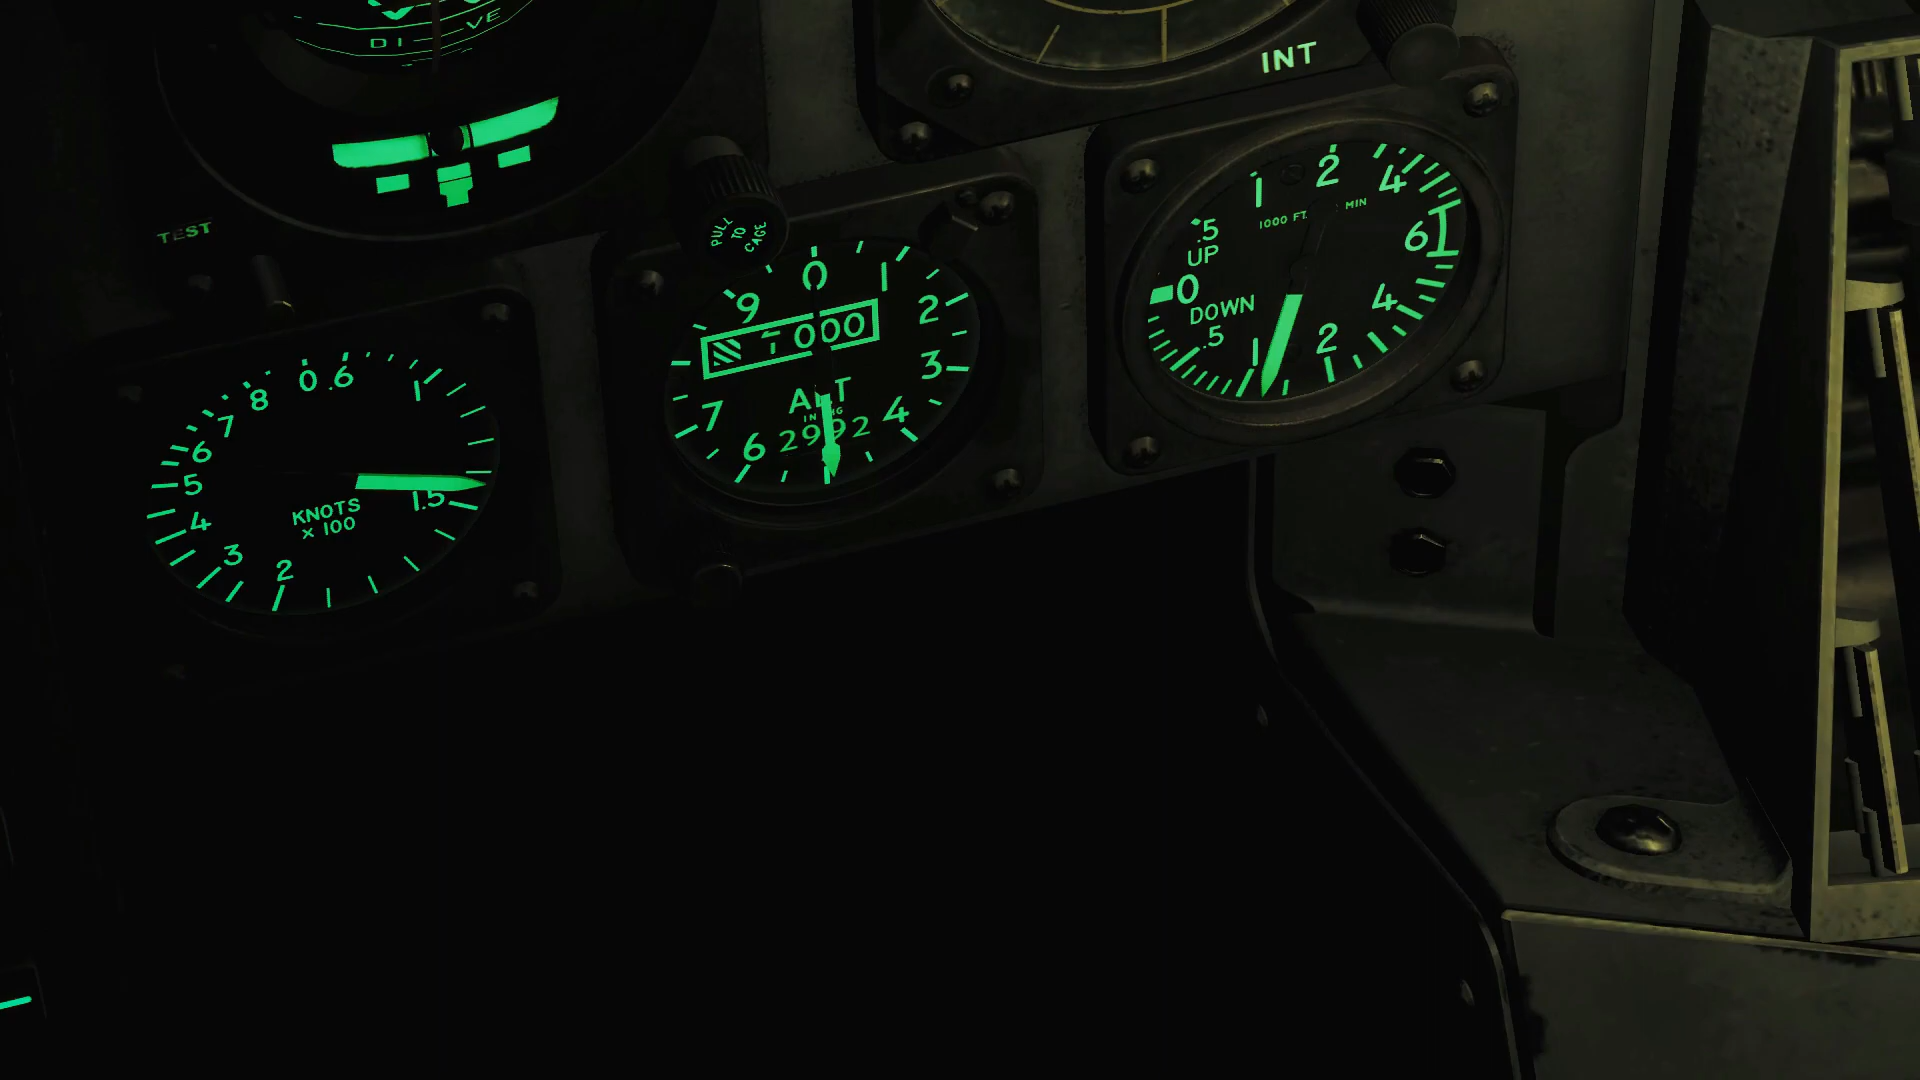 DI VE
INT
TEST
PULL
TO
CAGE
1 2 4
1000 FT. MIN
.5
UP
6
0
DOWN
.5
1 2 4
0 1
9 2
000
3
ALT
7 4
IN HG
6 2992
0 .6
8 1
7
6
5
1.5
KNOTS
X 100
4
3
2